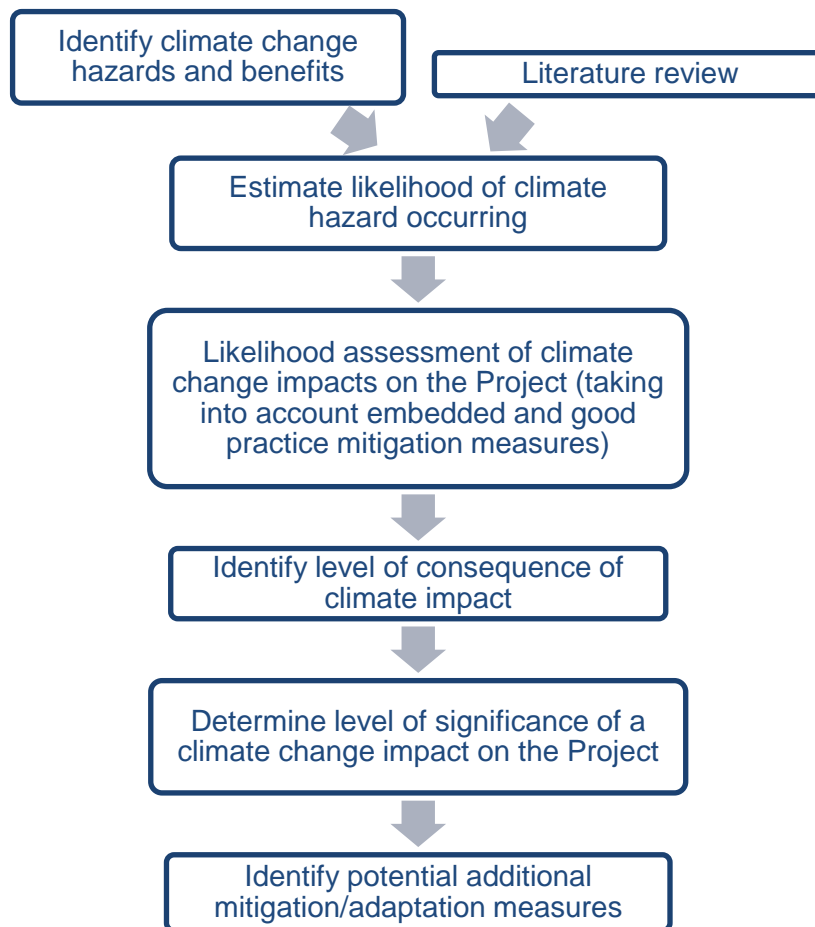 Identify climate change
hazards and benefits
Literature review
Estimate likelihood of climate
hazard occurring
Likelihood assessment of climate
change impacts on the Project (taking
into account embedded and good
practice mitigation measures)
Identify level of consequence of
climate impact
Determine level of significance of a
climate change impact on the Project
Identify potential additional
mitigation/adaptation measures